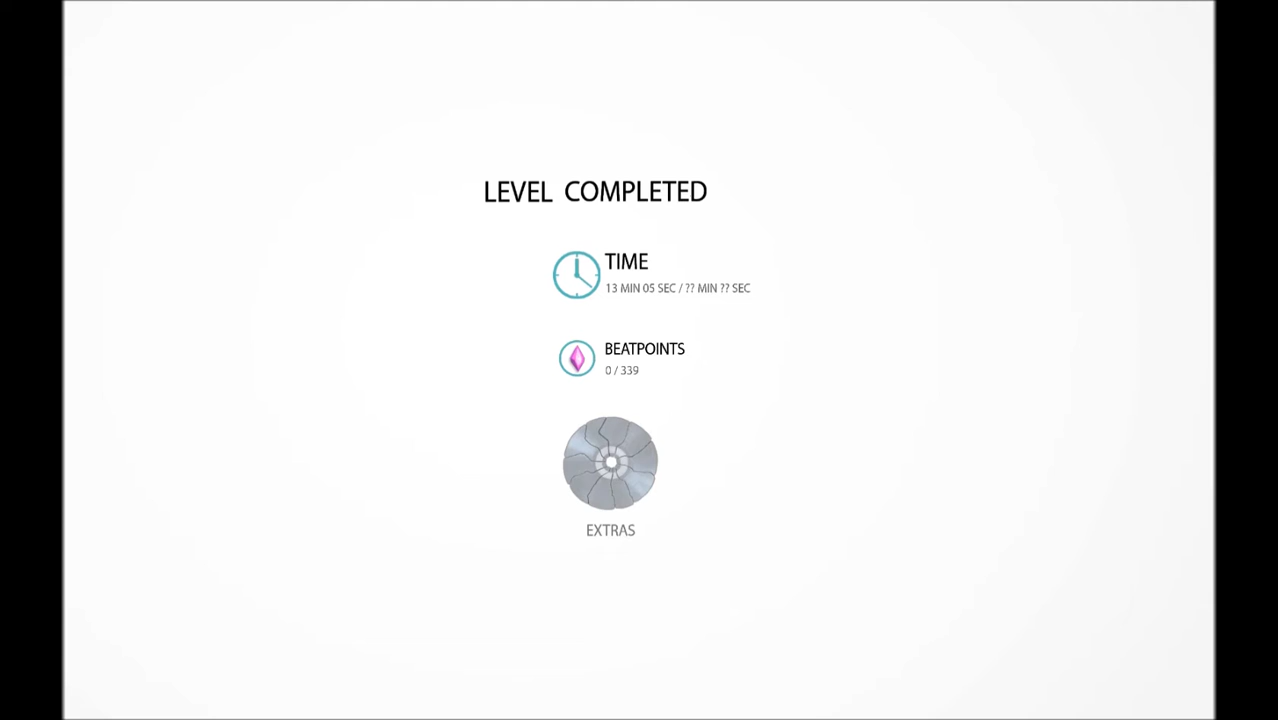 LEVEL COMPLETED
TIME
13 MIN 05 SEC / ?? MIN ?? SEC
BEATPOINTS
0 / 339
EXTRAS